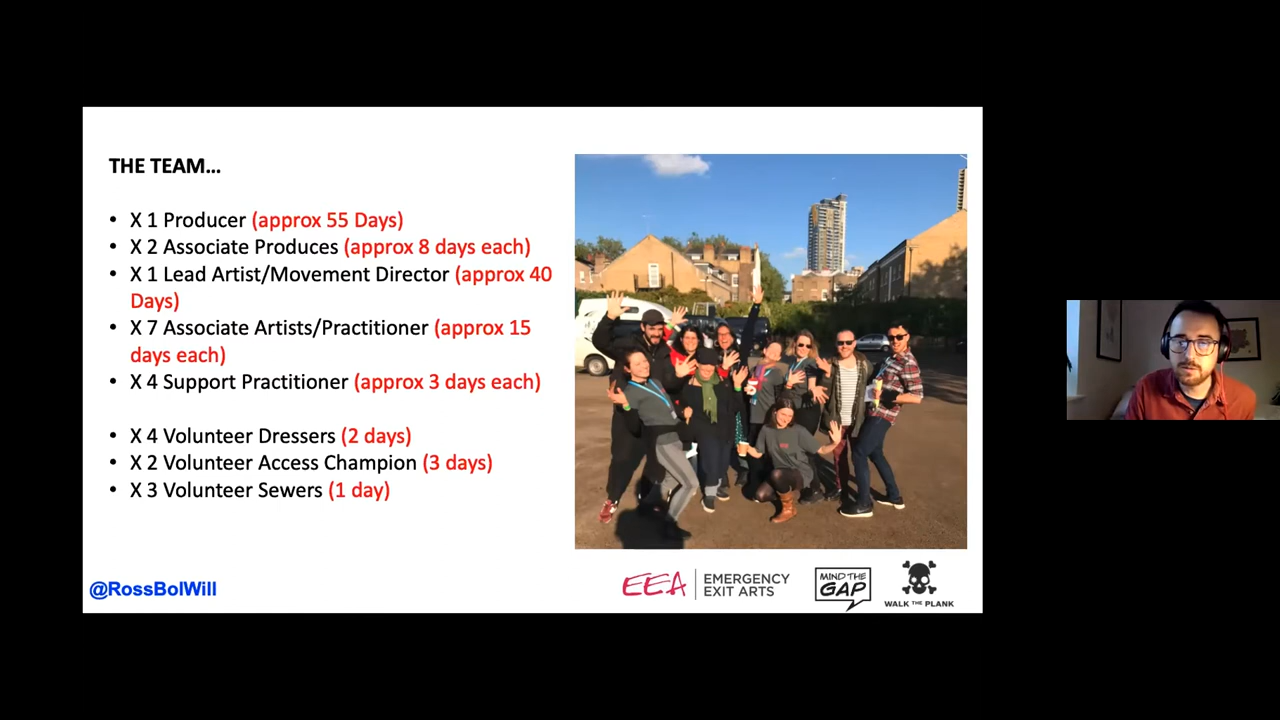 THE TEAM...
• X 1 Producer (approx 55 Days)
• X 2 Associate Produces (approx 8 days each)
• X 1 Lead Artist/Movement Director (approx 40
Days)
• X 7 Associate Artists/Practitioner (approx 15
days each)
• X 4 Support Practitioner (approx 3 days each)
• X 4 Volunteer Dressers (2 days)
• X 2 Volunteer Access Champion (3 days)
• X 3 Volunteer Sewers (1 day)
@RossBolWill
EEA
EMERGENCY
EXIT ARTS
MIND THE
GAP
WALK THE PLANK